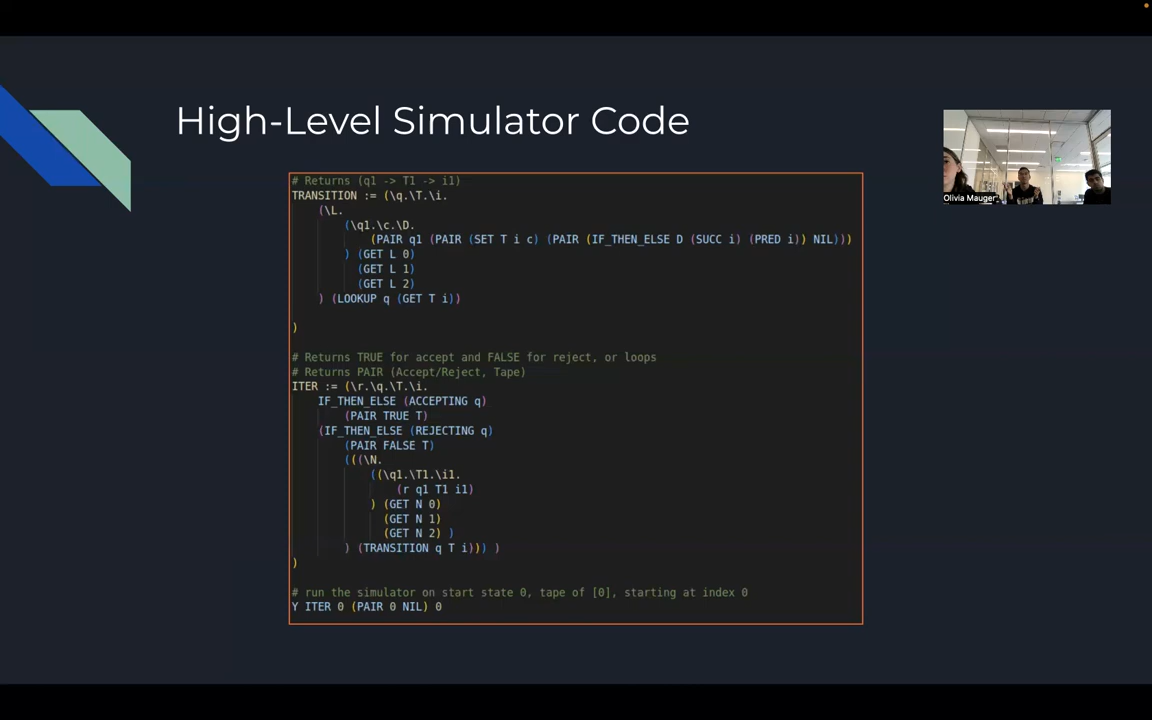 High-Level Simulator Code
# Returns (q1 -> T1 -> i1)
TRANSITION := (\q.\T.\i.
(\L.
(\q1.\c.\D.
(PAIR q1 (PAIR (SET T i c) (PAIR (IF_THEN_ELSE D (SUCC i) (PRED i)) NIL)))
) (GET L 0)
(GET L 1)
(GET L 2)
) (LOOKUP q (GET T i))
)
# Returns TRUE for accept and FALSE for reject, or loops
# Returns PAIR (Accept/Reject, Tape)
ITER := (\r.\q.\T.\i.
IF_THEN_ELSE (ACCEPTING q)
(PAIR TRUE T)
(IF_THEN_ELSE (REJECTING q)
(PAIR FALSE T)
(((\N.
((\q1.\T1.\i1.
(r q1 T1 i1)
) (GET N 0)
(GET N 1)
(GET N 2) )
) (TRANSITION q T i))) )
)
# run the simulator on start state 0, tape of [0], starting at index 0
Y ITER 0 (PAIR 0 NIL) 0
Olivia Mauger